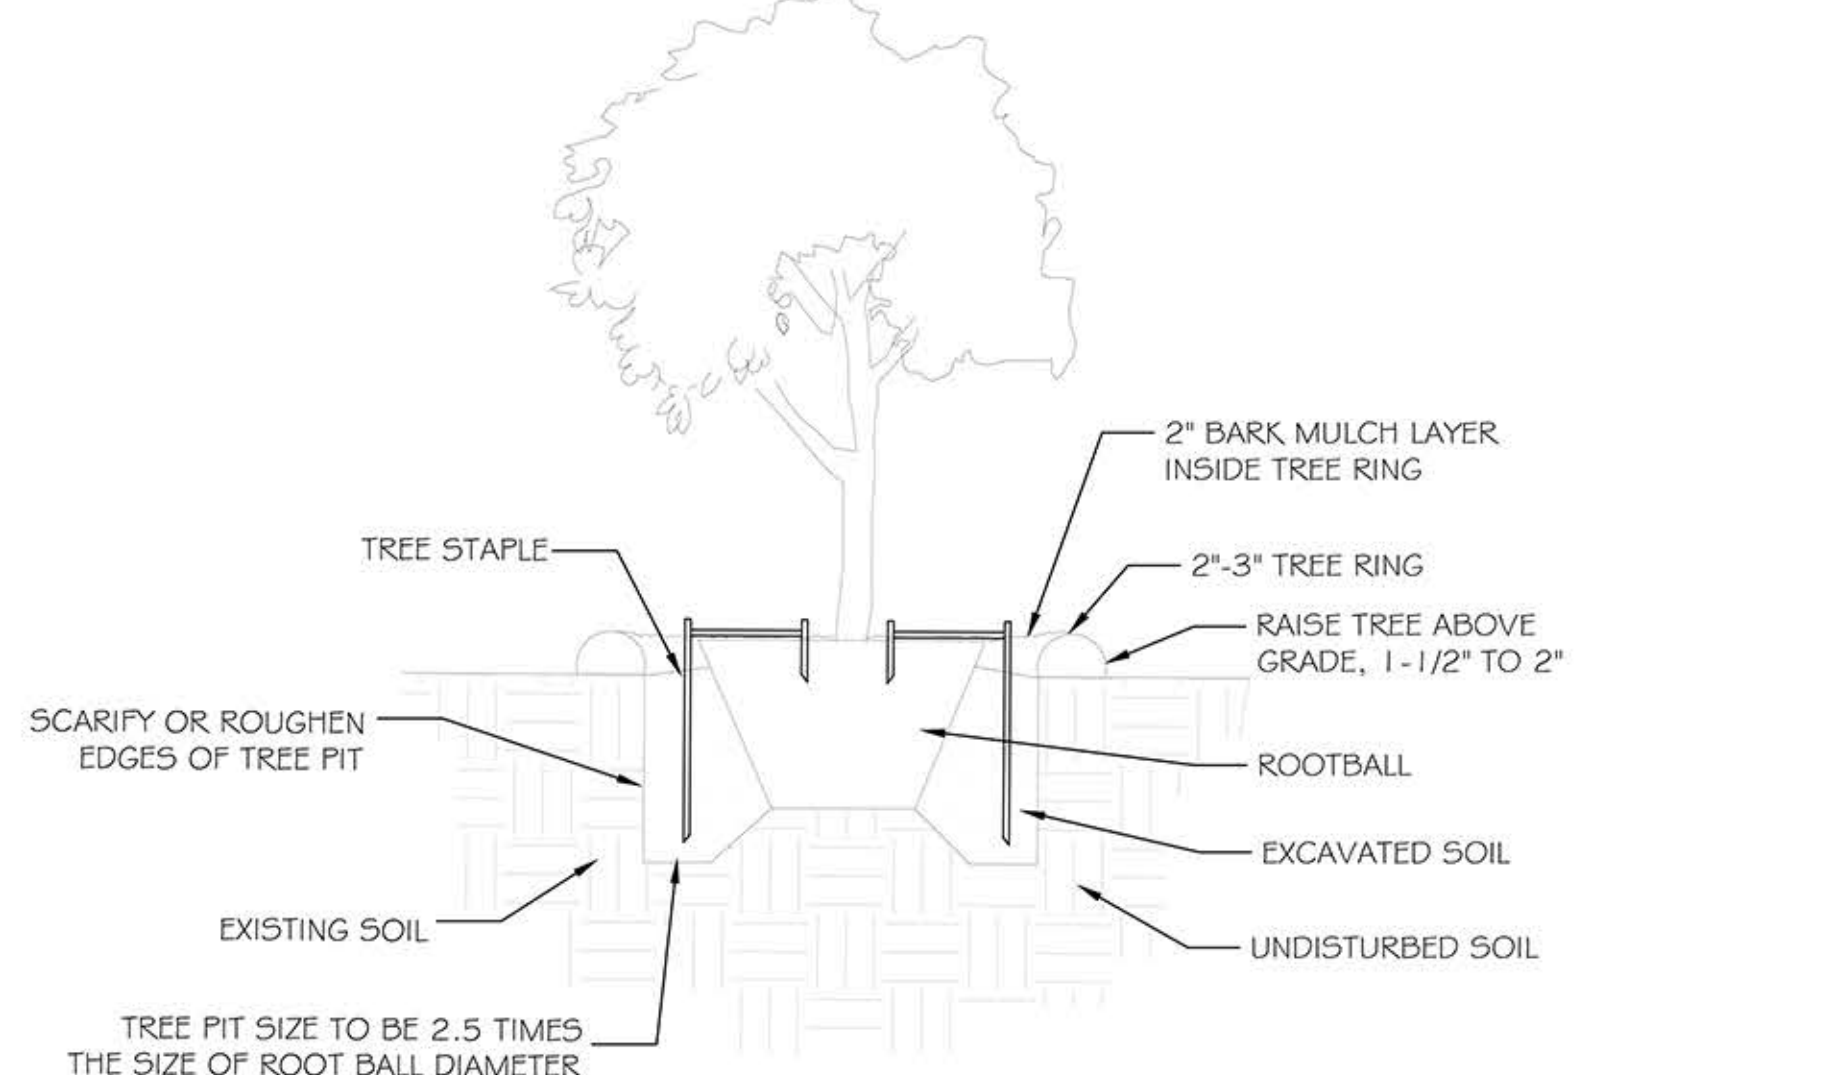 2" BARK MULCH LAYER
INSIDE TREE RING
TREE STAPLE
2"-3" TREE RING
RAISE TREE ABOVE
GRADE, 1-1/2" TO 2"
SCARIFY OR ROUGHEN
EDGES OF TREE PIT
ROOTBALL
EXCAVATED SOIL
EXISTING SOIL
UNDISTURBED SOIL
TREE PIT SIZE TO BE 2.5 TIMES
THE SIZE OF ROOT BALL DIAMETER